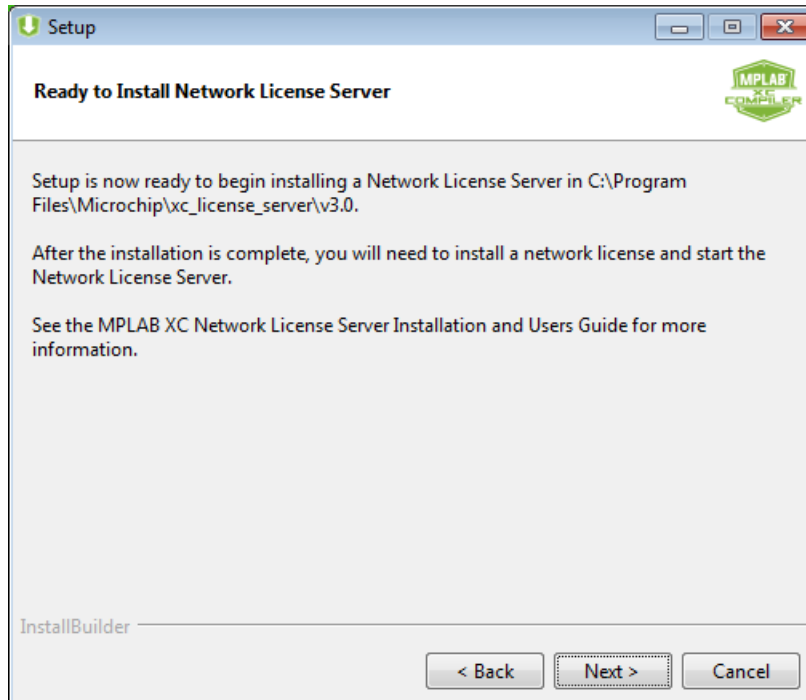 Setup
Ready to Install Network License Server
MPLAB
XC
COMPILER
Setup is now ready to begin installing a Network License Server in C:\Program
Files\Microchip\xc_license_server\v3.0.
After the installation is complete, you will need to install a network license and start the
Network License Server.
See the MPLAB XC Network License Server Installation and Users Guide for more
information.
InstallBuilder
< Back
Next >
Cancel